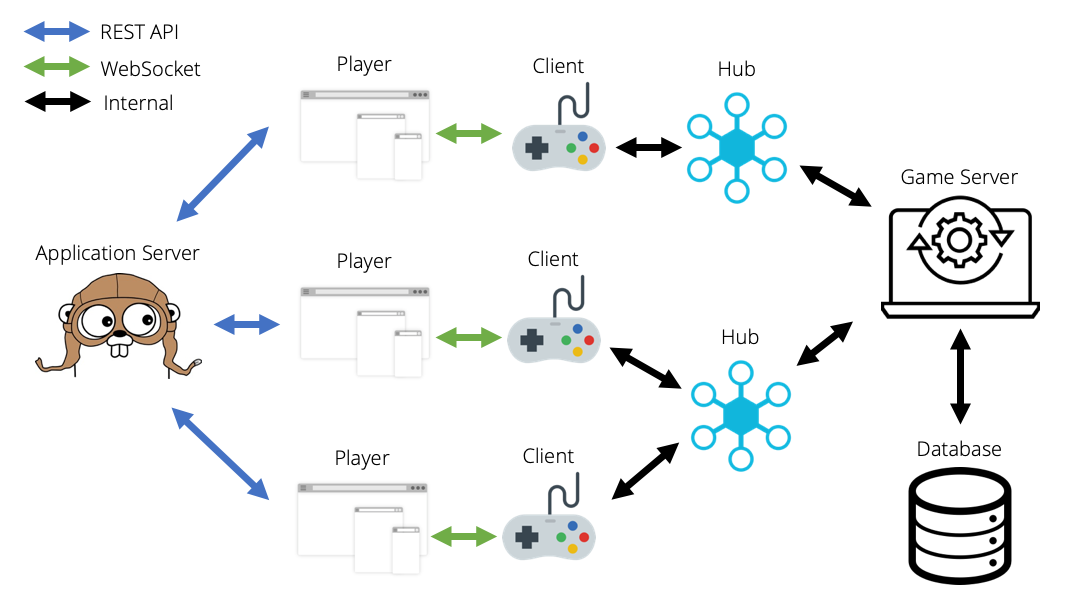 REST API
WebSocket
Internal
Player
Client
Hub
Game Server
Application Server
Player
Client
Hub
Player
Client
Database